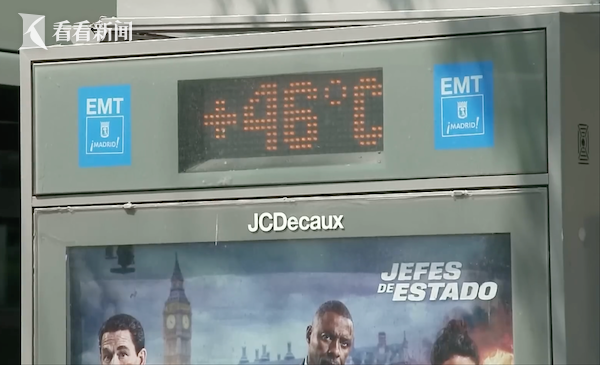 看看新闻
EMT
¡MADRID!
+46°C
EMT
¡MADRID!
JCDecaux
JEFES
DE ESTADO